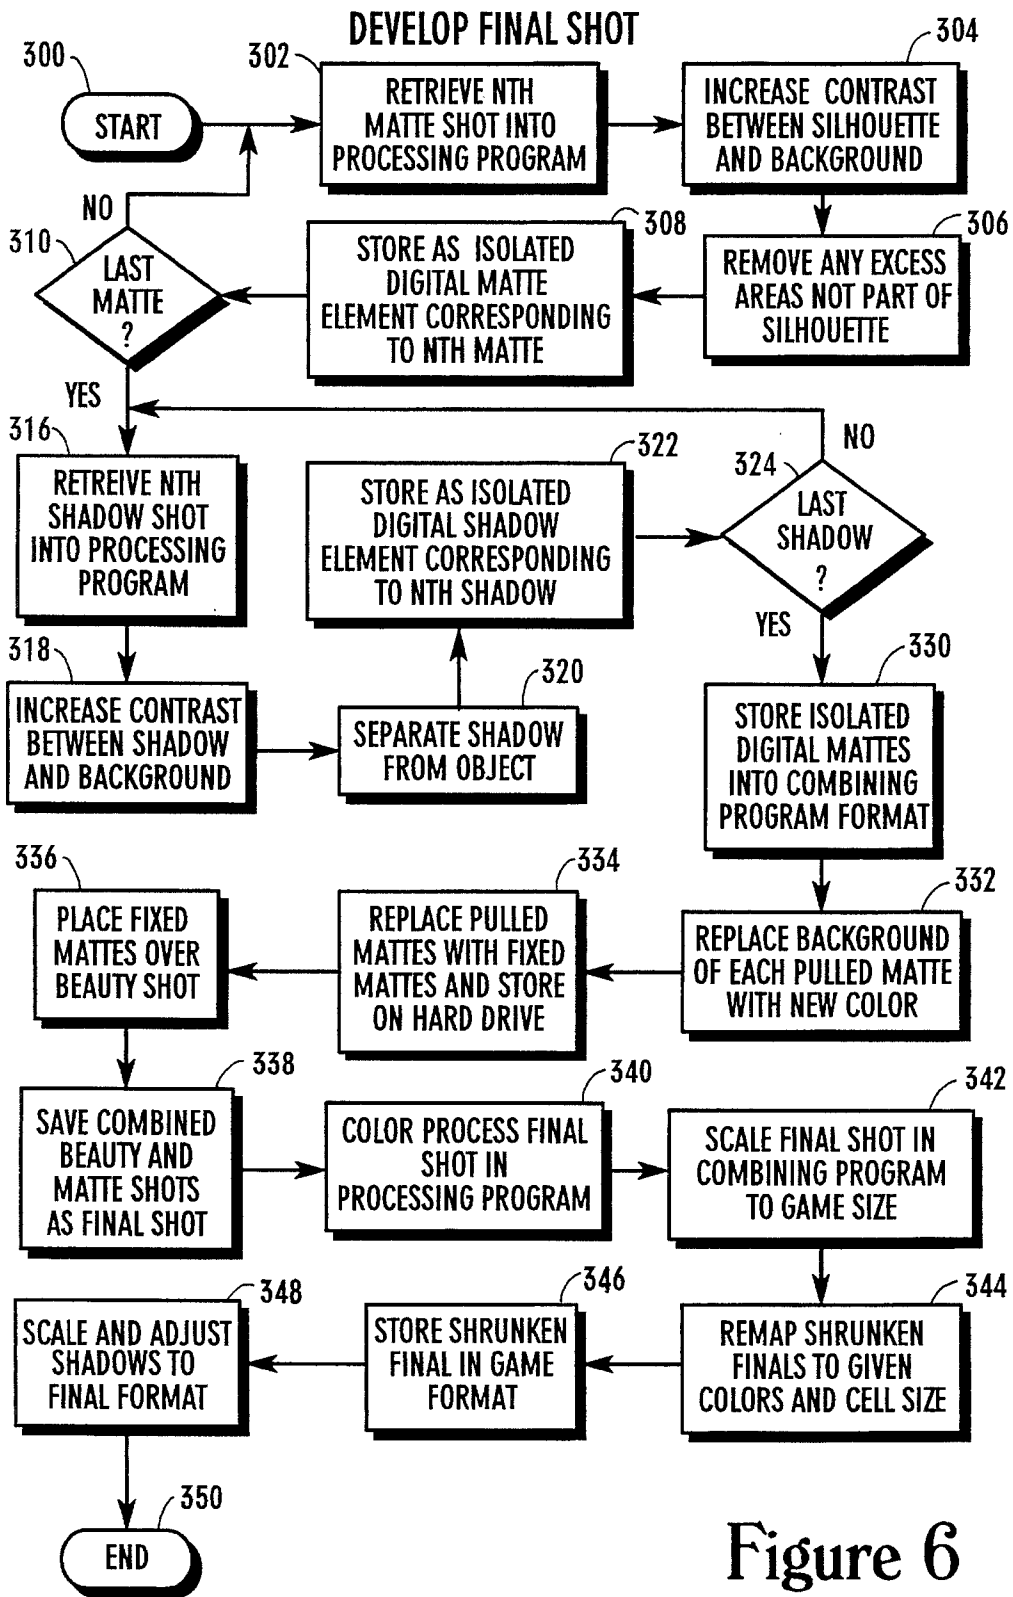 DEVELOP FINAL SHOT
300
START
302
RETRIEVE NTH
MATTE SHOT INTO
PROCESSING PROGRAM
304
INCREASE CONTRAST
BETWEEN SILHOUETTE
AND BACKGROUND
306
REMOVE ANY EXCESS
AREAS NOT PART OF
SILHOUETTE
308
STORE AS ISOLATED
DIGITAL MATTE
ELEMENT CORRESPONDING
TO NTH MATTE
310
LAST
MATTE
?
NO
YES
316
RETREIVE NTH
SHADOW SHOT
INTO PROCESSING
PROGRAM
318
INCREASE CONTRAST
BETWEEN SHADOW
AND BACKGROUND
320
SEPARATE SHADOW
FROM OBJECT
322
STORE AS ISOLATED
DIGITAL SHADOW
ELEMENT CORRESPONDING
TO NTH SHADOW
324
LAST
SHADOW
?
NO
YES
330
STORE ISOLATED
DIGITAL MATTES
INTO COMBINING
PROGRAM FORMAT
332
REPLACE BACKGROUND
OF EACH PULLED MATTE
WITH NEW COLOR
334
REPLACE PULLED
MATTES WITH FIXED
MATTES AND STORE
ON HARD DRIVE
336
PLACE FIXED
MATTES OVER
BEAUTY SHOT
338
SAVE COMBINED
BEAUTY AND
MATTE SHOTS
AS FINAL SHOT
340
COLOR PROCESS FINAL
SHOT IN
PROCESSING PROGRAM
342
SCALE FINAL SHOT IN
COMBINING PROGRAM
TO GAME SIZE
344
REMAP SHRUNKEN
FINALS TO GIVEN
COLORS AND CELL SIZE
346
STORE SHRUNKEN
FINAL IN GAME
FORMAT
348
SCALE AND ADJUST
SHADOWS TO
FINAL FORMAT
350
END
Figure 6